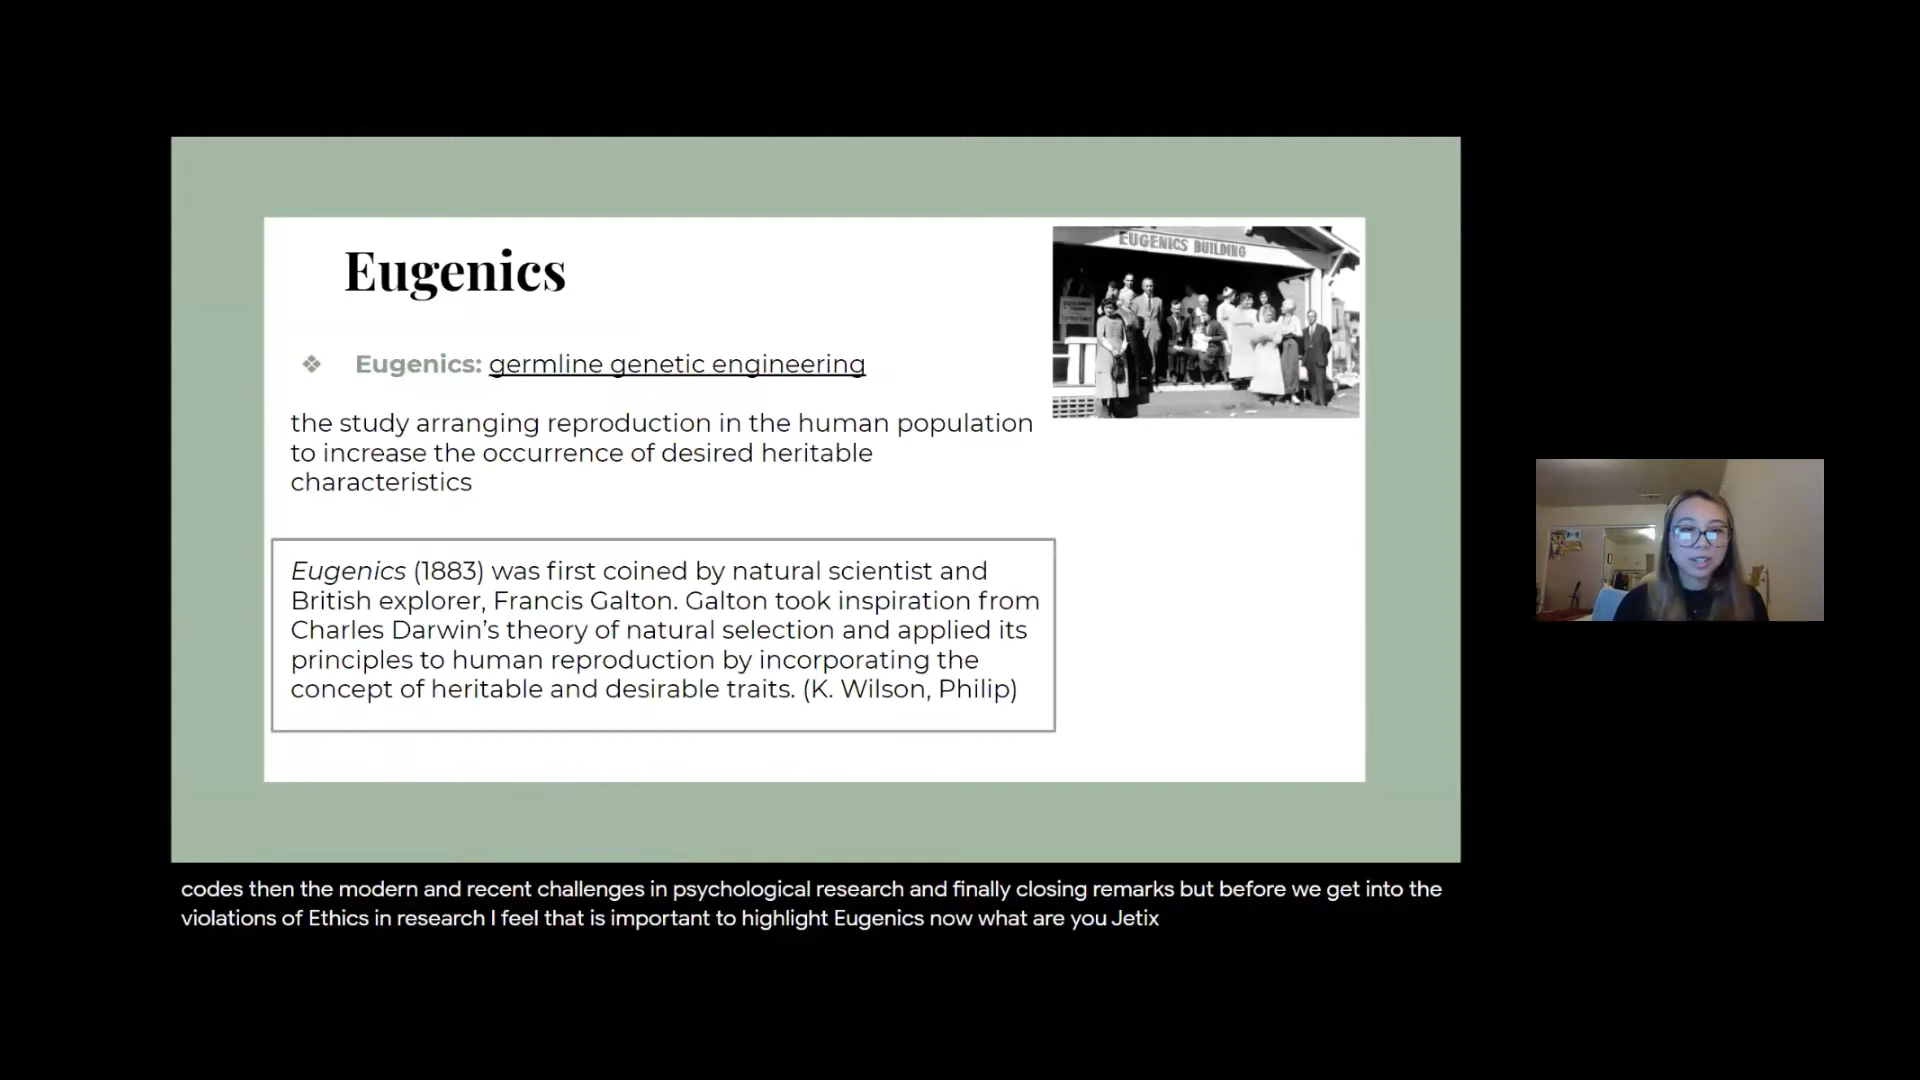 Eugenics
EUGENICS BUILDING
❖ Eugenics: germline genetic engineering
the study arranging reproduction in the human population
to increase the occurrence of desired heritable
characteristics
Eugenics (1883) was first coined by natural scientist and
British explorer, Francis Galton. Galton took inspiration from
Charles Darwin's theory of natural selection and applied its
principles to human reproduction by incorporating the
concept of heritable and desirable traits. (K. Wilson, Philip)
codes then the modern and recent challenges in psychological research and finally closing remarks but before we get into the
violations of Ethics in research I feel that is important to highlight Eugenics now what are you Jetix